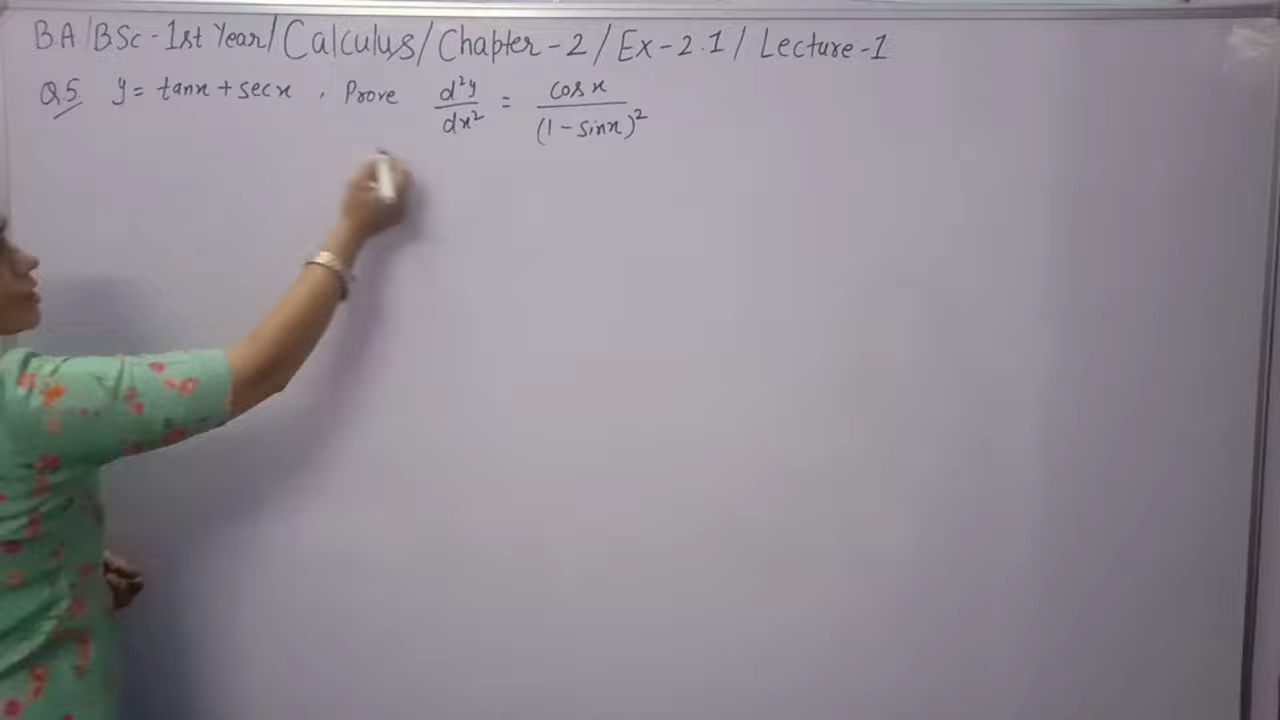 BA/BSc-1st Year/Calculus/Chapter-2/Ex-2.1/Lecture-1
Q5. y = tanx + secx , Prove d²y/dx² = cosx/(1-sinx)²